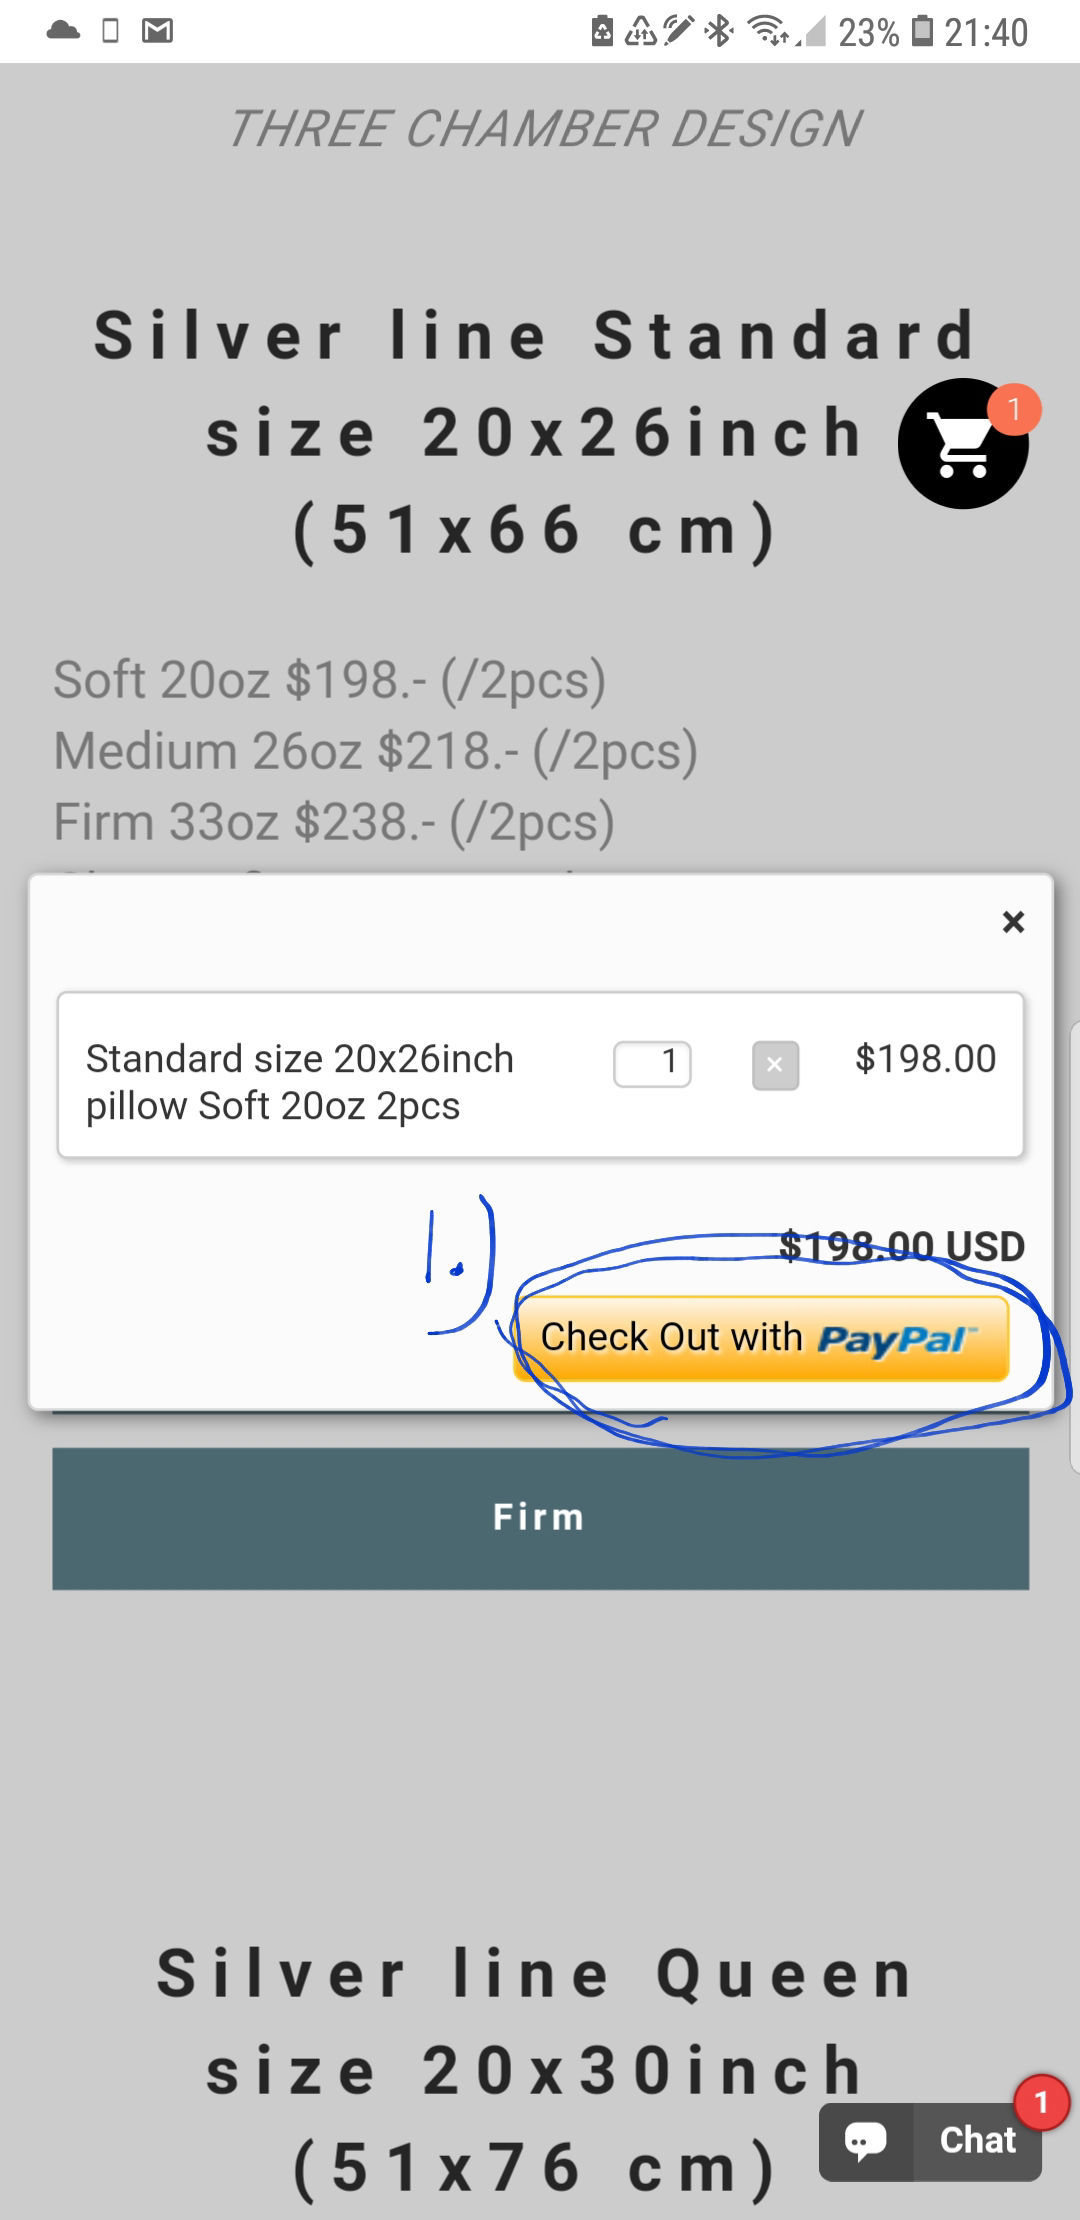 23% 21:40
THREE CHAMBER DESIGN
Silver line Standard
size 20x26inch
1
(51x66 cm)
Soft 20oz $198.- (/2pcs)
Medium 26oz $218.- (/2pcs)
Firm 33oz $238.- (/2pcs)
×
Standard size 20x26inch
pillow Soft 20oz 2pcs
1
×
$198.00
1.)
$198.00 USD
Check Out with PayPal™
Firm
Silver line Queen
size 20x30inch
(51x76 cm)
1
Chat